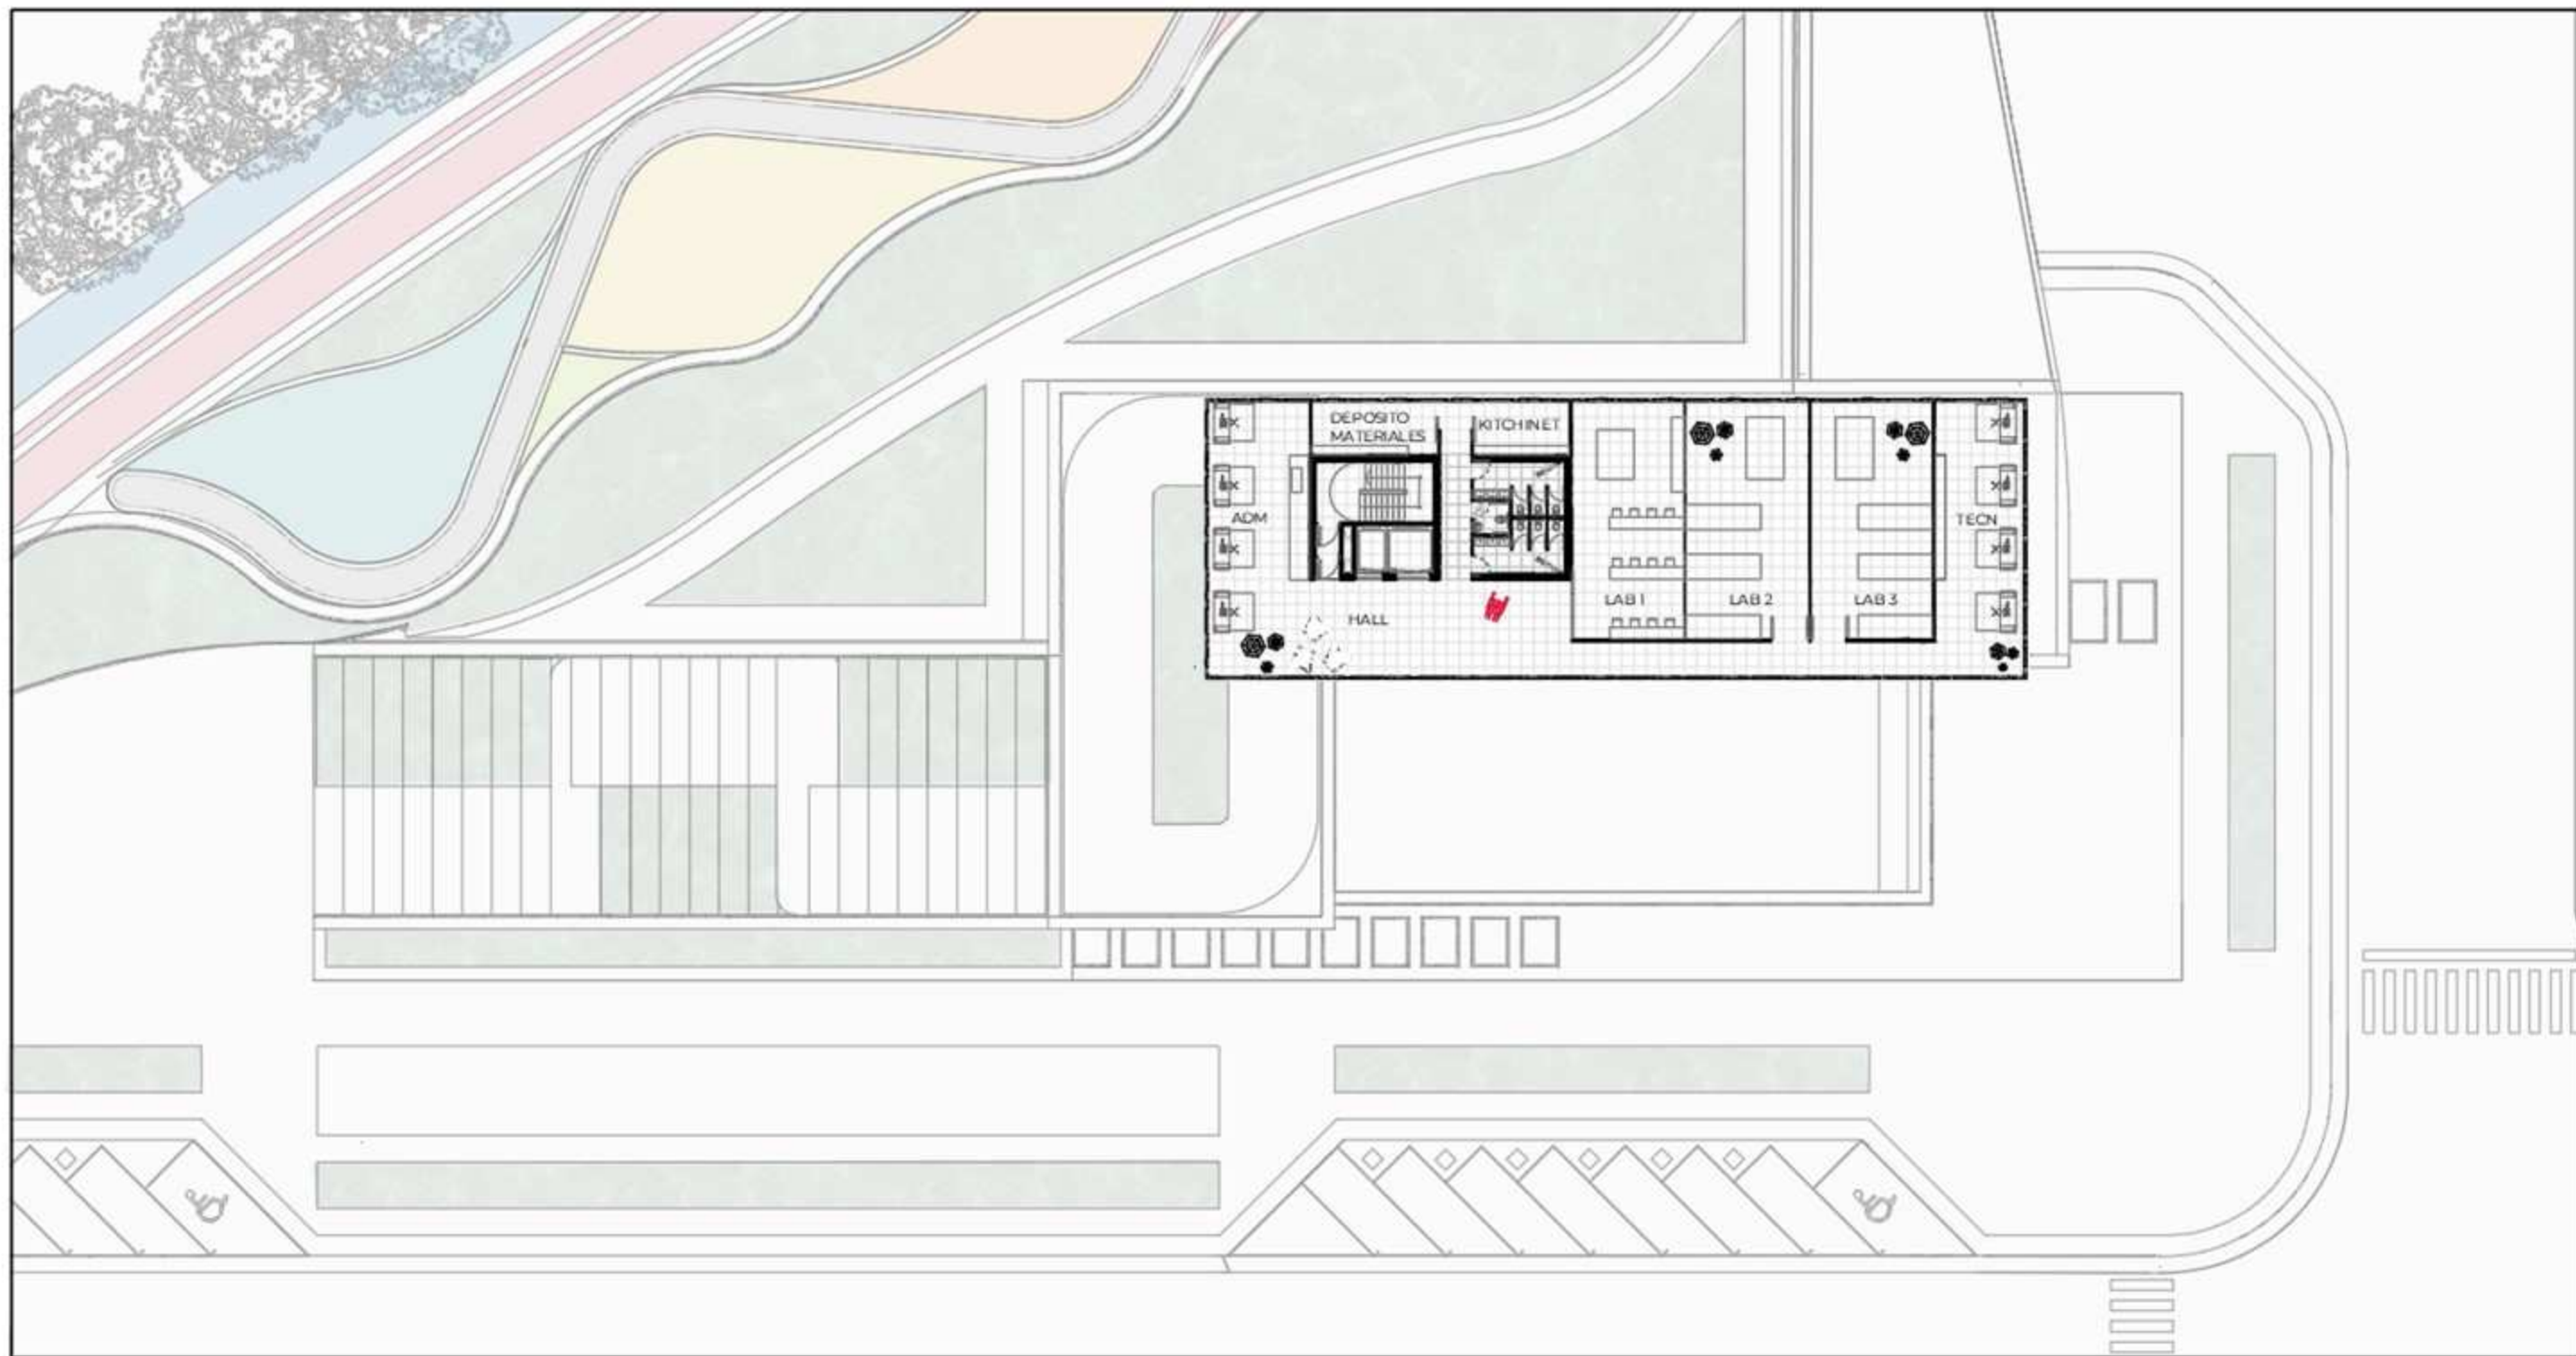 DEPOSITO
MATERIALES
KITCHINET
ADM
TECN
HALL
LAB 1
LAB 2
LAB 3